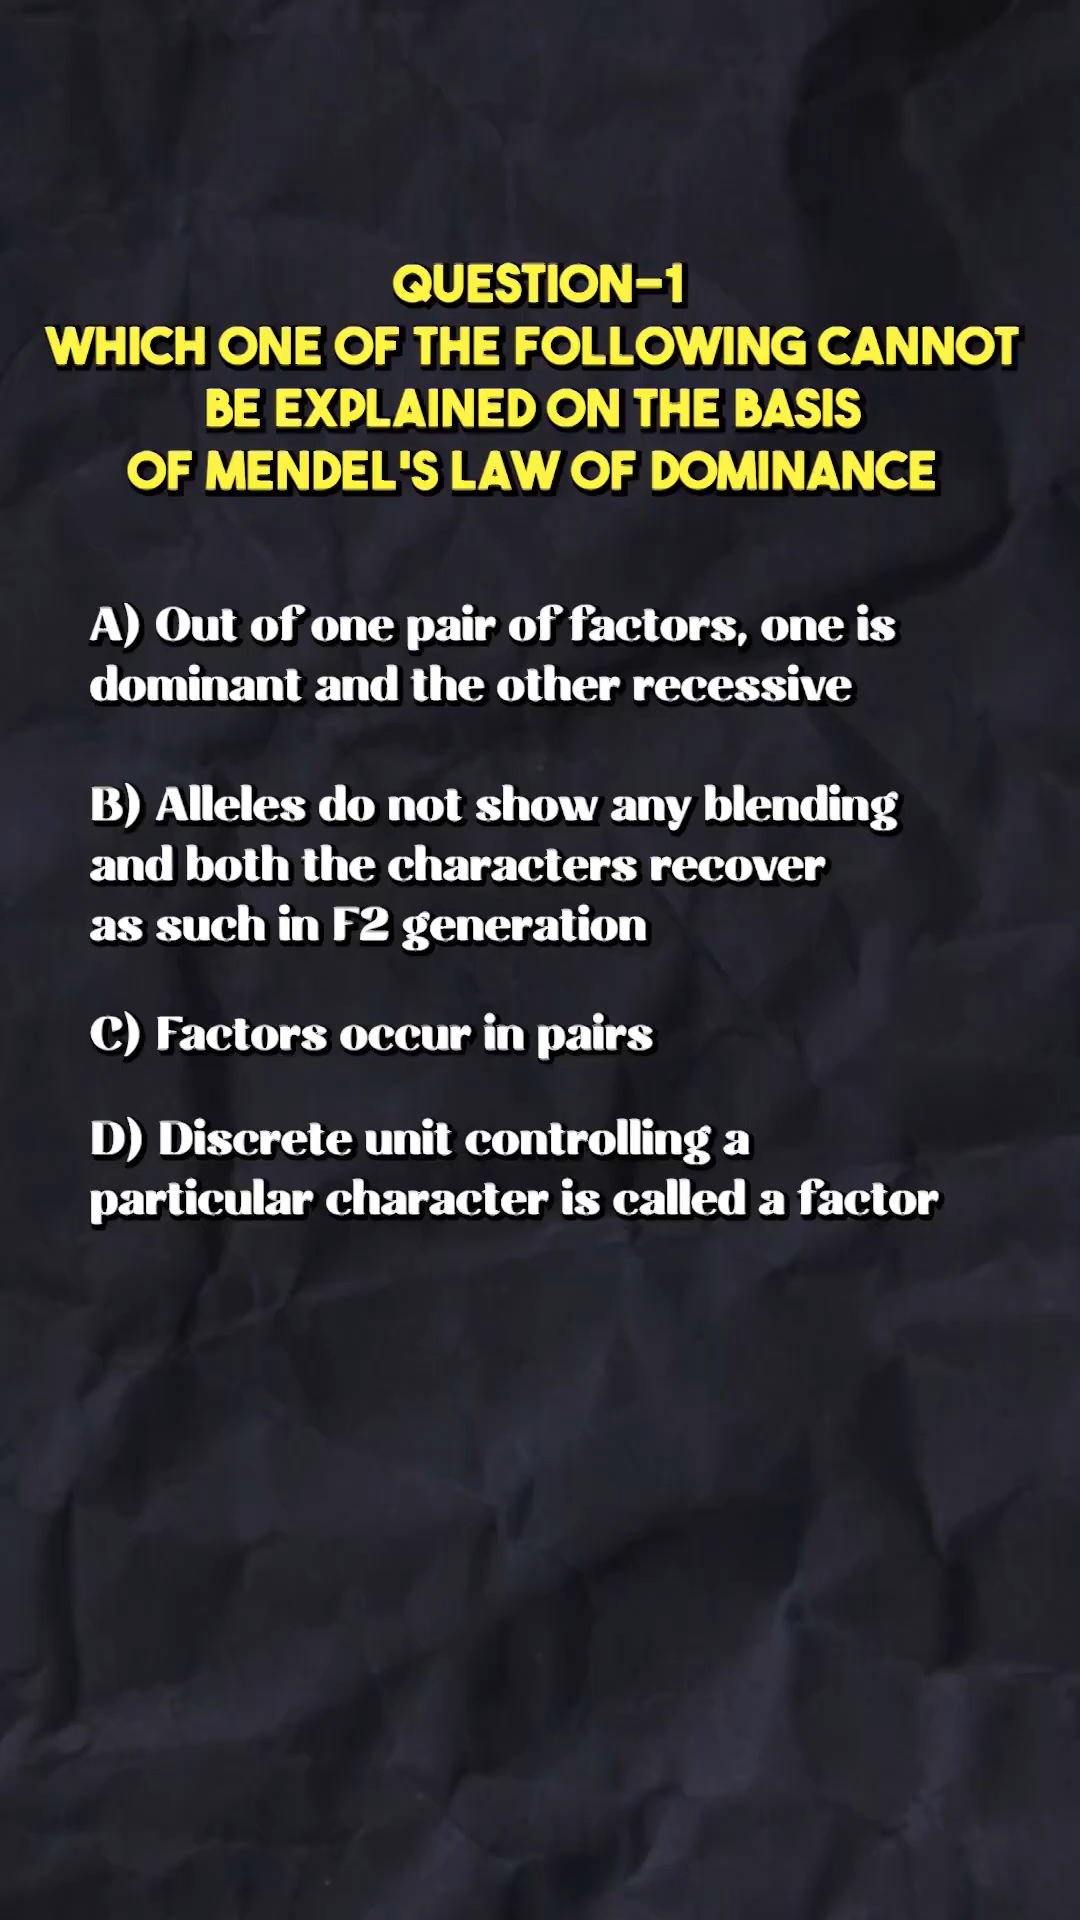 QUESTION-1
WHICH ONE OF THE FOLLOWING CANNOT
BE EXPLAINED ON THE BASIS
OF MENDEL'S LAW OF DOMINANCE
A) Out of one pair of factors, one is
dominant and the other recessive
B) Alleles do not show any blending
and both the characters recover
as such in F2 generation
C) Factors occur in pairs
D) Discrete unit controlling a
particular character is called a factor